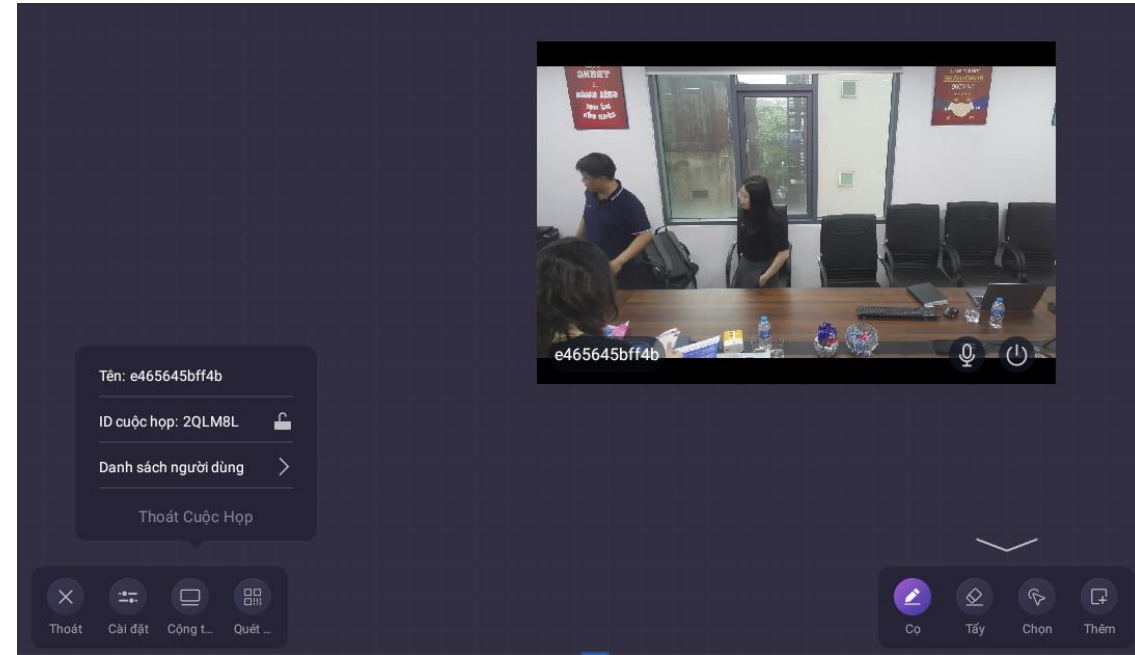 e465645bff4b
Tên: e465645bff4b
ID cuộc họp: 2QLM8L
Danh sách người dùng
Thoát Cuộc Họp
Thoát
Cài đặt
Cộng t...
Quét ...
Cọ
Tẩy
Chọn
Thêm